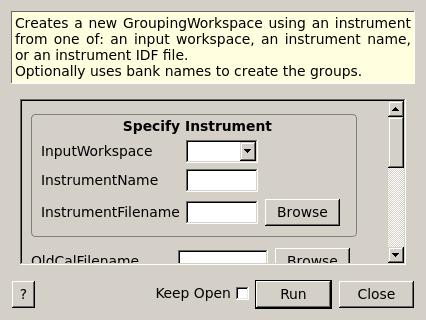 Creates a new GroupingWorkspace using an instrument
from one of: an input workspace, an instrument name,
or an instrument IDF file.
Optionally uses bank names to create the groups.
Specify Instrument
InputWorkspace
InstrumentName
InstrumentFilename Browse
OldCalFilename Browse
? Keep Open Run Close